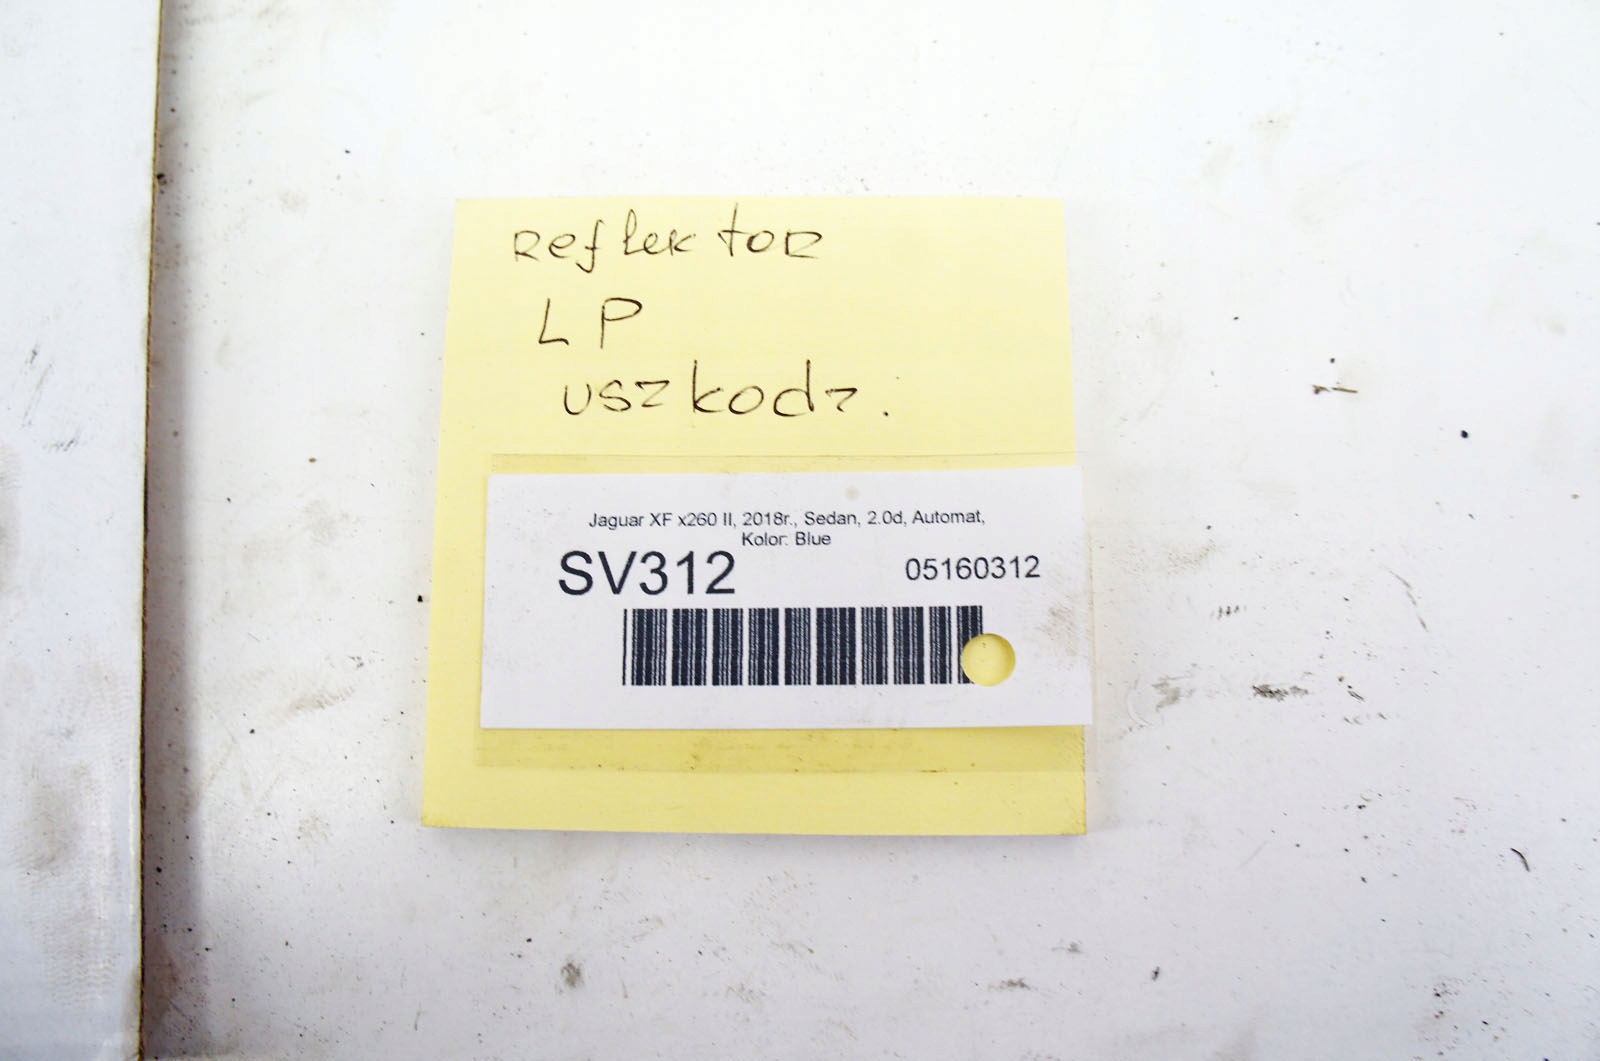 Reflektor
LP
uszkodz.
Jaguar XF x260 II, 2018r., Sedan, 2.0d, Automat,
Kolor: Blue
SV312 05160312